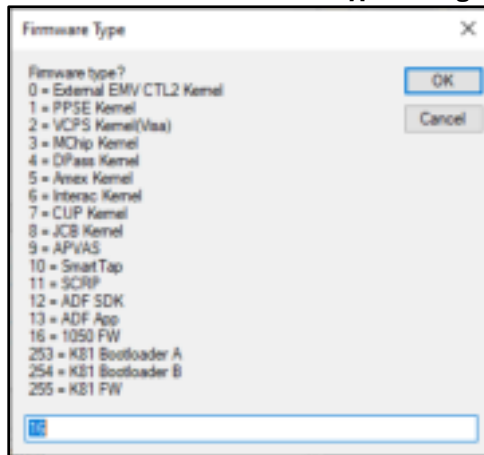 Firmware Type
Firmware type?
0 = External EMV CTL2 Kernel
1 = PPSE Kernel
2 = VCPS Kernel(Visa)
3 = MChip Kernel
4 = DPass Kernel
5 = Amex Kernel
6 = Interac Kernel
7 = CUP Kernel
8 = JCB Kernel
9 = APVAS
10 = SmartTap
11 = SCRP
12 = ADF SDK
13 = ADF App
16 = 1050 FW
253 = K81 Bootloader A
254 = K81 Bootloader B
255 = K81 FW
OK
Cancel
16